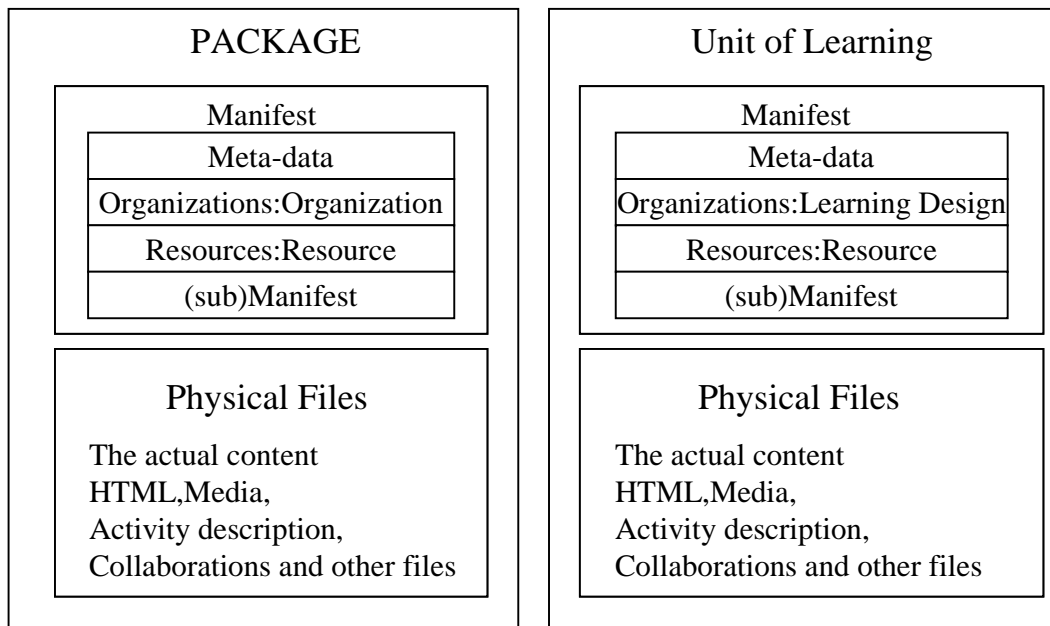 PACKAGE
Manifest
Meta-data
Organizations:Organization
Resources:Resource
(sub)Manifest
Physical Files
The actual content
HTML,Media,
Activity description,
Collaborations and other files
Unit of Learning
Manifest
Meta-data
Organizations:Learning Design
Resources:Resource
(sub)Manifest
Physical Files
The actual content
HTML,Media,
Activity description,
Collaborations and other files